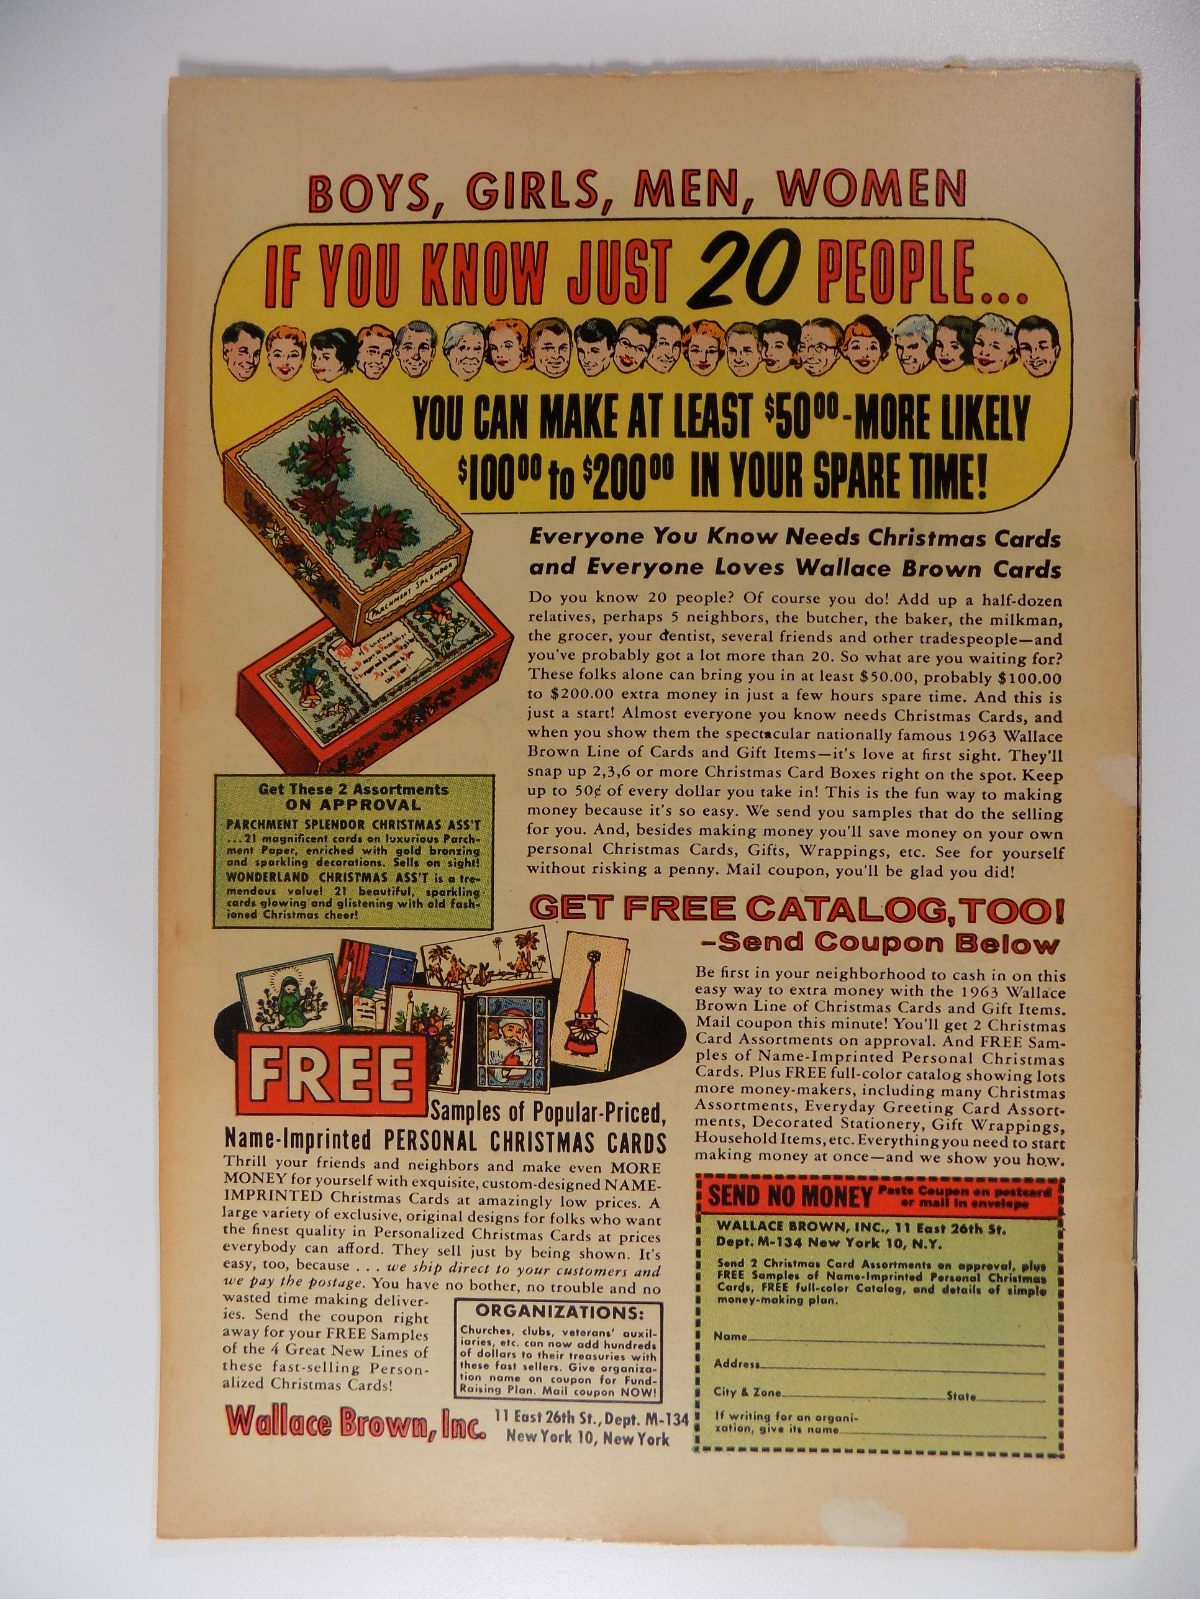 BOYS, GIRLS, MEN, WOMEN
IF YOU KNOW JUST 20 PEOPLE...
YOU CAN MAKE AT LEAST $50.00-MORE LIKELY
$100.00 to $200.00 IN YOUR SPARE TIME!
PARCHMENT SPLENDOR
Everyone You Know Needs Christmas Cards
and Everyone Loves Wallace Brown Cards
Do you know 20 people? Of course you do! Add up a half-dozen
relatives, perhaps 5 neighbors, the butcher, the baker, the milkman,
the grocer, your dentist, several friends and other tradespeople—and
you've probably got a lot more than 20. So what are you waiting for?
These folks alone can bring you in at least $50.00, probably $100.00
to $200.00 extra money in just a few hours spare time. And this is
just a start! Almost everyone you know needs Christmas Cards, and
when you show them the spectacular nationally famous 1963 Wallace
Brown Line of Cards and Gift Items—it's love at first sight. They'll
snap up 2,3,6 or more Christmas Card Boxes right on the spot. Keep
up to 50¢ of every dollar you take in! This is the fun way to making
money because it's so easy. We send you samples that do the selling
for you. And, besides making money you'll save money on your own
personal Christmas Cards, Gifts, Wrappings, etc. See for yourself
without risking a penny. Mail coupon, you'll be glad you did!
Get These 2 Assortments
ON APPROVAL
PARCHMENT SPLENDOR CHRISTMAS ASS'T
...21 magnificent cards on luxurious Parch-
ment Paper, enriched with gold bronzing
and sparkling decorations. Sells on sight!
WONDERLAND CHRISTMAS ASS'T is a tre-
mendous value! 21 beautiful, sparkling
cards glowing and glistening with old fash-
ioned Christmas cheer!
GET FREE CATALOG, TOO!
-Send Coupon Below
Be first in your neighborhood to cash in on this
easy way to extra money with the 1963 Wallace
Brown Line of Christmas Cards and Gift Items.
Mail coupon this minute! You'll get 2 Christmas
Card Assortments on approval. And FREE Sam-
ples of Name-Imprinted Personal Christmas
Cards. Plus FREE full-color catalog showing lots
more money-makers, including many Christmas
Assortments, Everyday Greeting Card Assort-
ments, Decorated Stationery, Gift Wrappings,
Household Items, etc. Everything you need to start
making money at once—and we show you how.
FREE
Samples of Popular-Priced,
Name-Imprinted PERSONAL CHRISTMAS CARDS
Thrill your friends and neighbors and make even MORE
MONEY for yourself with exquisite, custom-designed NAME-
IMPRINTED Christmas Cards at amazingly low prices. A
large variety of exclusive, original designs for folks who want
the finest quality in Personalized Christmas Cards at prices
everybody can afford. They sell just by being shown. It's
easy, too, because . . . we ship direct to your customers and
we pay the postage. You have no bother, no trouble and no
wasted time making deliver-
ies. Send the coupon right
away for your FREE Samples
of the 4 Great New Lines of
these fast-selling Person-
alized Christmas Cards!
ORGANIZATIONS:
Churches, clubs, veterans' auxil-
iaries, etc. can now add hundreds
of dollars to their treasuries with
these fast sellers. Give organiza-
tion name on coupon for Fund-
Raising Plan. Mail coupon NOW!
Wallace Brown, Inc.
11 East 26th St., Dept. M-134
New York 10, New York
SEND NO MONEY Paste Coupon on postcard
or mail in envelope
WALLACE BROWN, INC., 11 East 26th St.
Dept. M-134 New York 10, N.Y.
Send 2 Christmas Card Assortments on approval, plus
FREE Samples of Name-Imprinted Personal Christmas
Cards, FREE full-color Catalog, and details of simple
money-making plan.
Name
Address
City & Zone State
If writing for an organi-
zation, give its name